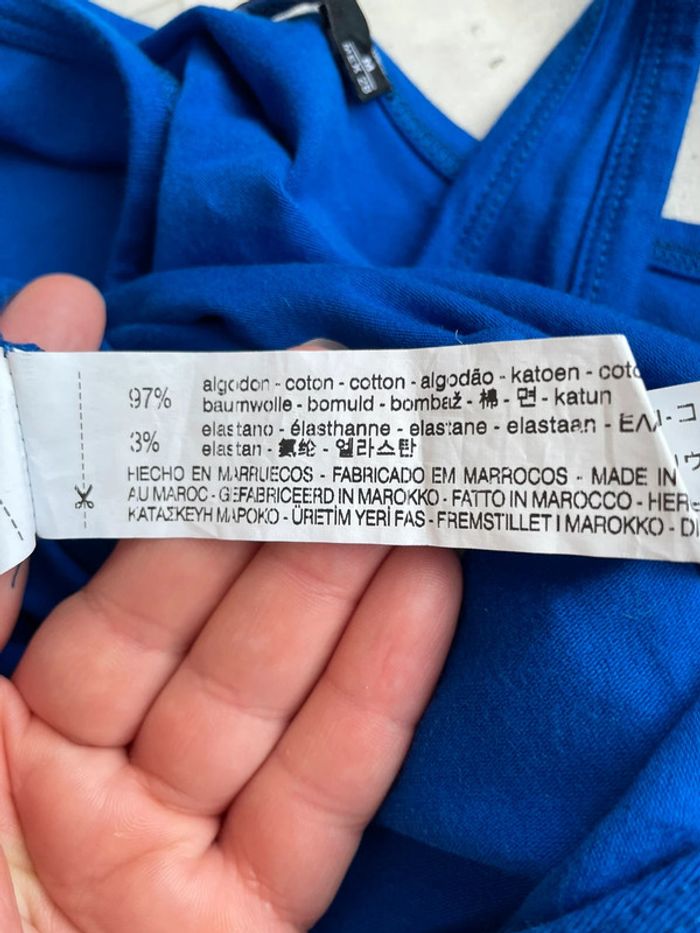 97% algodon - coton - cotton - algodão - katoen - coto
baumwolle - bomuld - bombaž - 棉 - 면 - katun
3% elastano - élasthanne - elastane - elastaan - ΕΛΛ
elastan - 氨纶 - 엘라스탄
HECHO EN MARRUECOS - FABRICADO EM MARROCOS - MADE IN
AU MAROC - GEFABRICEERD IN MAROKKO - FATTO IN MAROCCO - HER
ΚΑΤΑΣΚΕΥΗ ΜΑΡΟΚΟ - ÜRETİM YERİ FAS - FREMSTILLET I MAROKKO - D